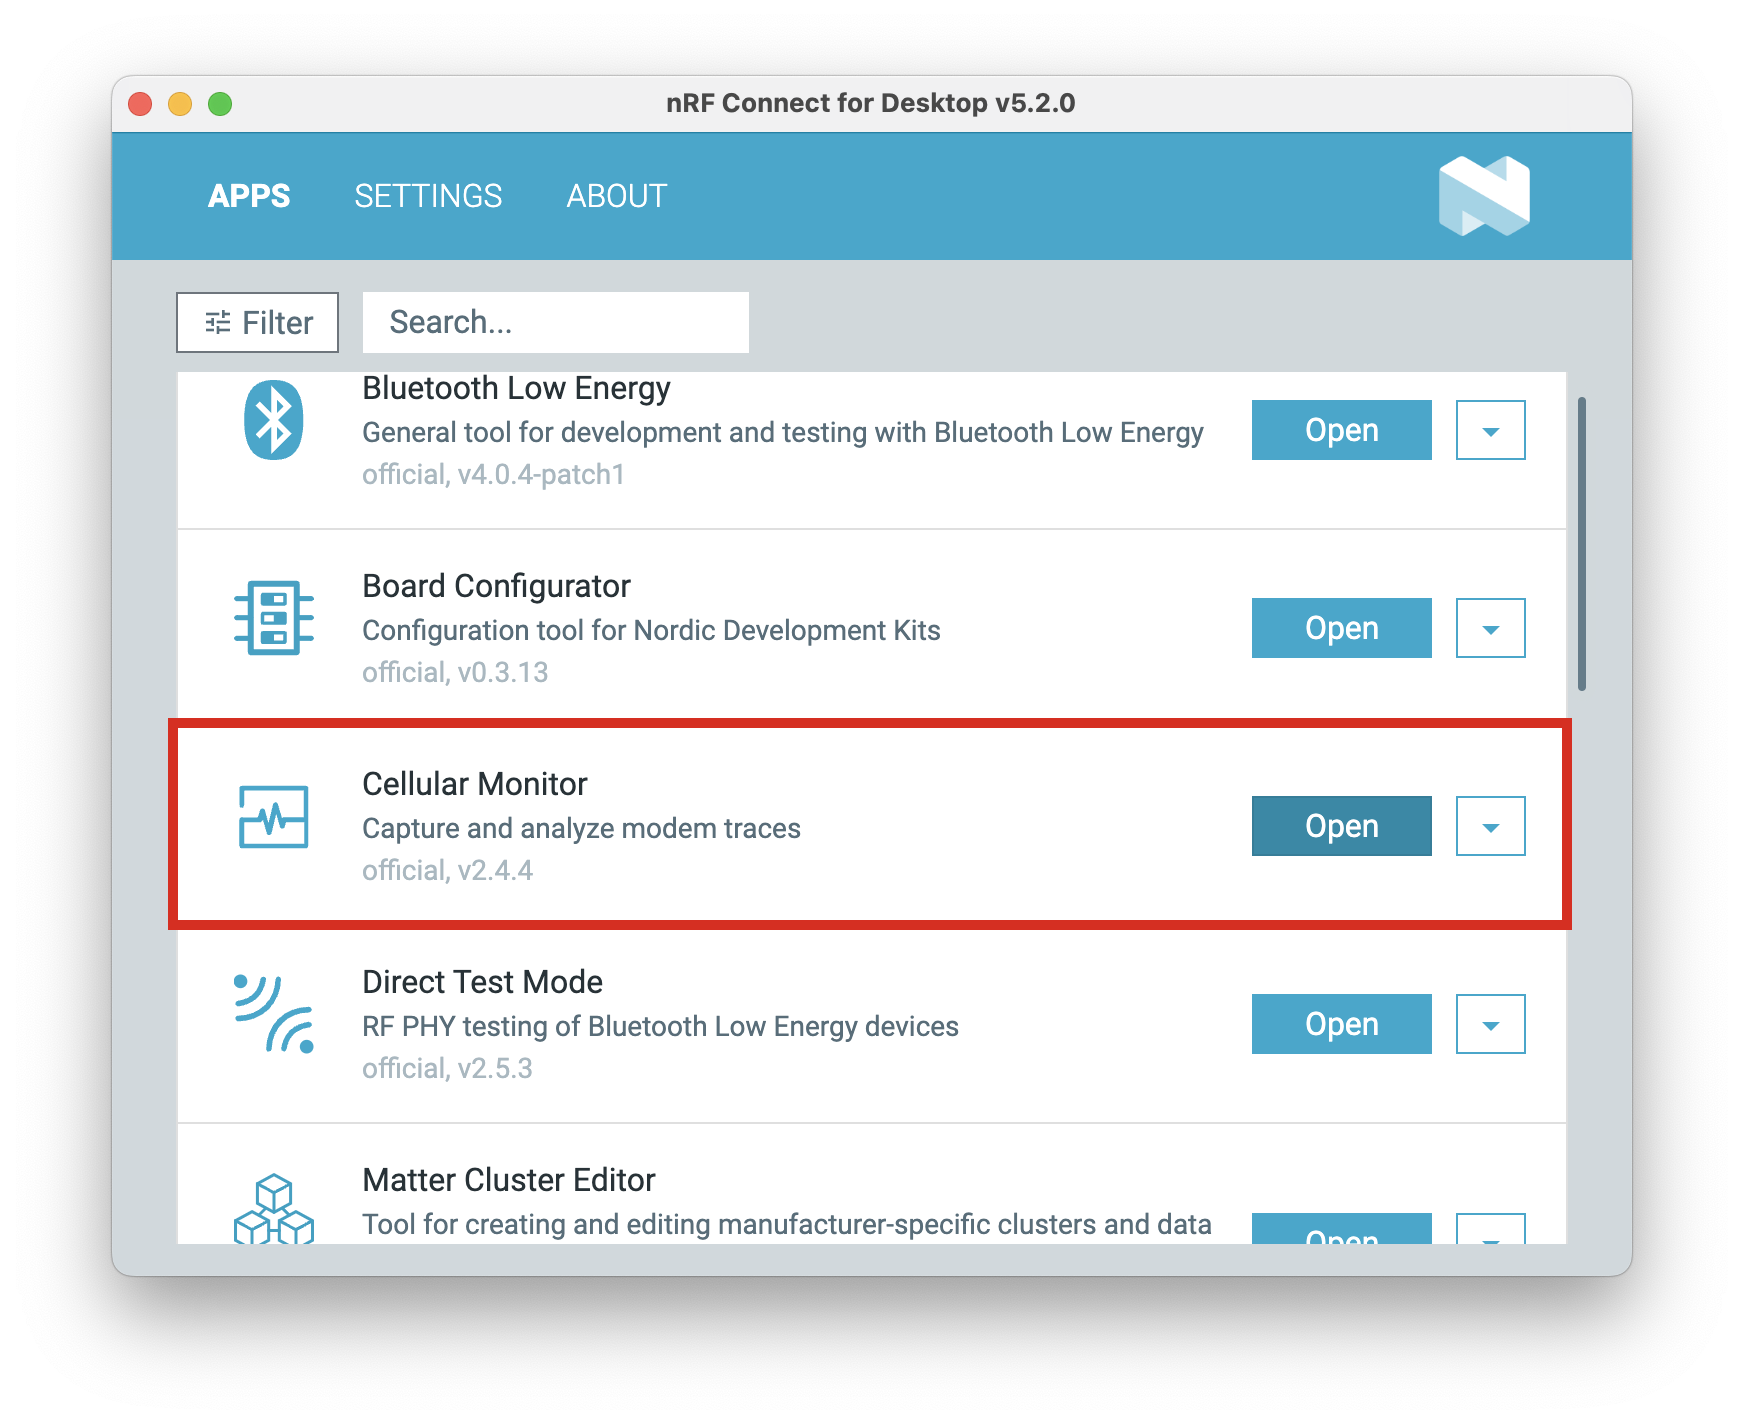 nRF Connect for Desktop v5.2.0
APPS SETTINGS ABOUT
Filter Search...
Bluetooth Low Energy
General tool for development and testing with Bluetooth Low Energy
official, v4.0.4-patch1
Open
Board Configurator
Configuration tool for Nordic Development Kits
official, v0.3.13
Open
Cellular Monitor
Capture and analyze modem traces
official, v2.4.4
Open
Direct Test Mode
RF PHY testing of Bluetooth Low Energy devices
official, v2.5.3
Open
Matter Cluster Editor
Tool for creating and editing manufacturer-specific clusters and data
Open